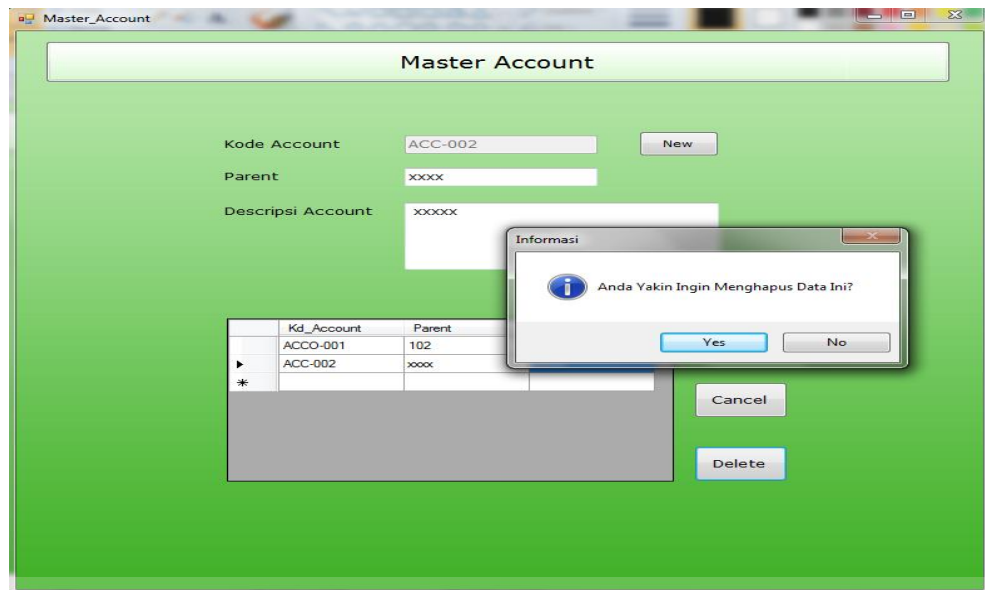 Master_Account
Master Account
Kode Account
ACC-002
New
Parent
xxxx
Descripsi Account
xxxxx
Informasi
Anda Yakin Ingin Menghapus Data Ini?
Yes
No
Kd_Account
Parent
ACCO-001
102
ACC-002
xxxx
Cancel
Delete